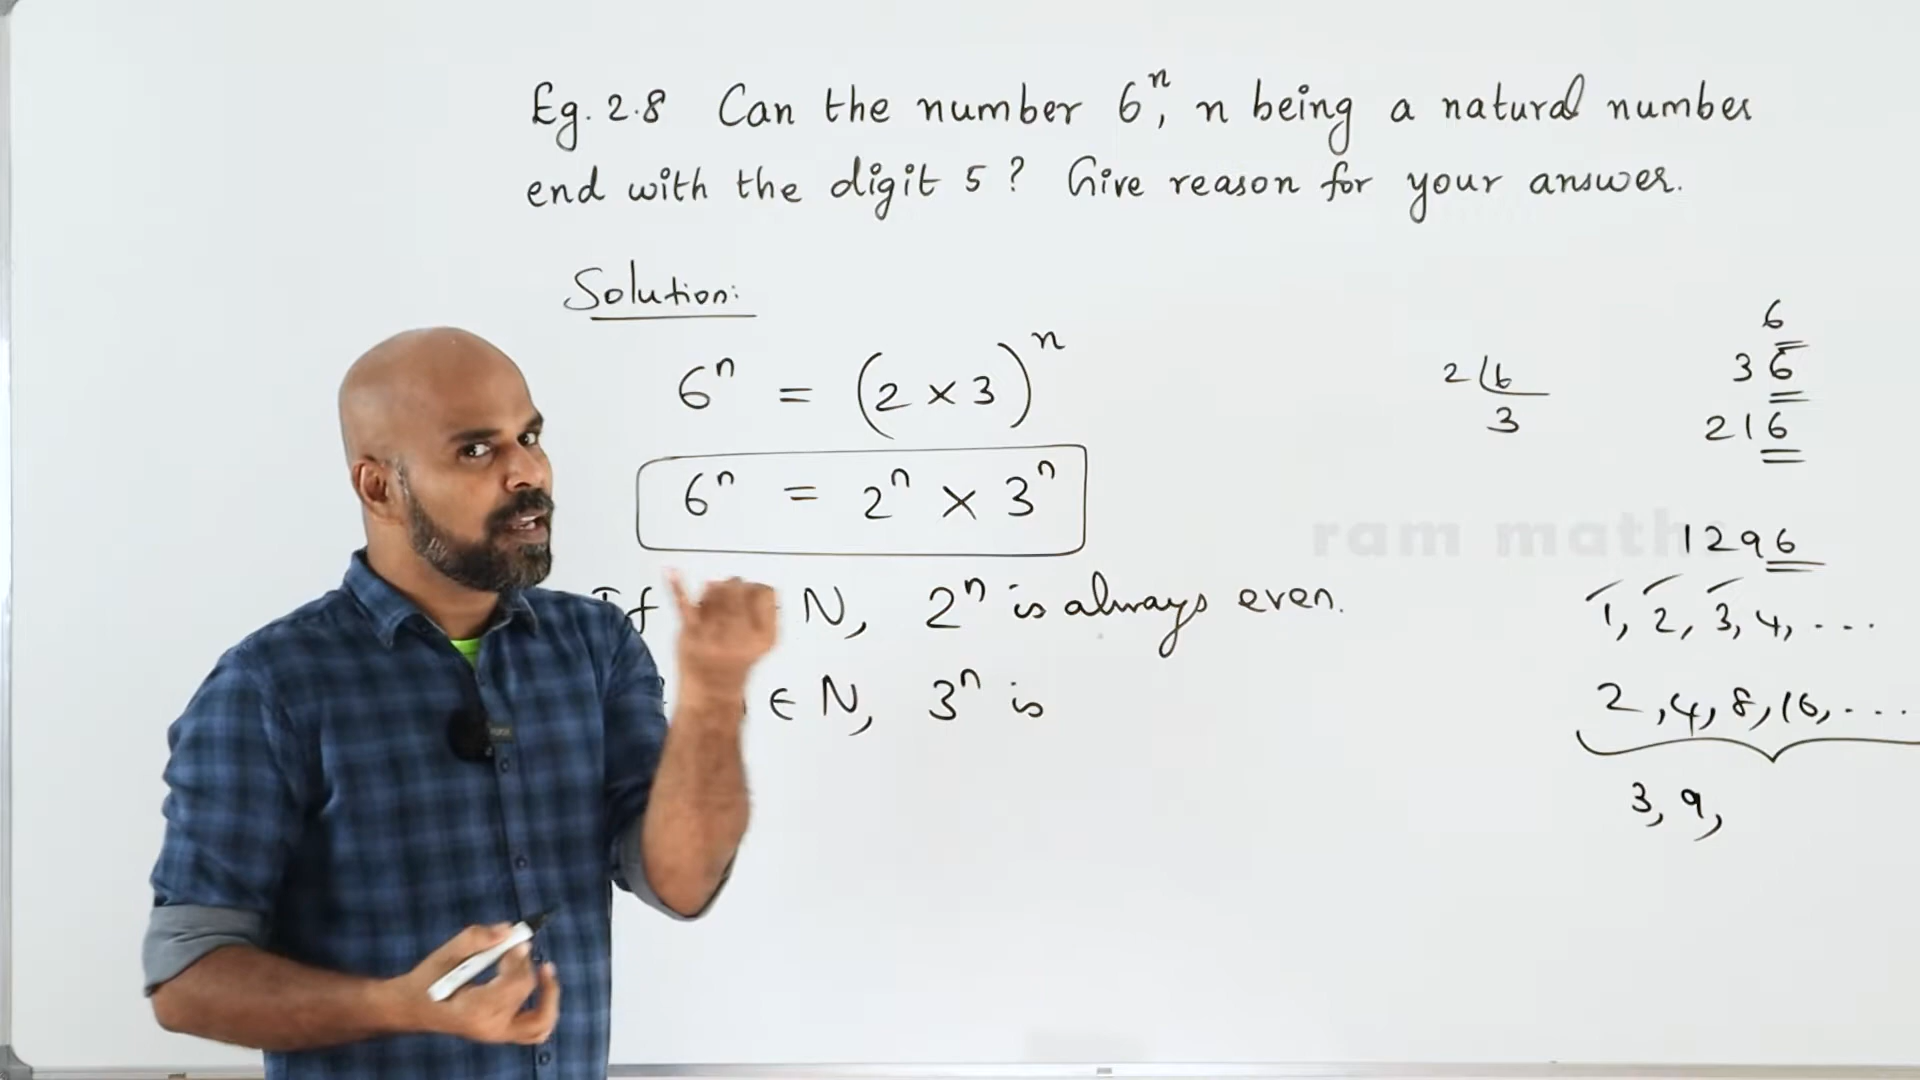 Eg. 2.8 Can the number 6ⁿ, n being a natural number
end with the digit 5 ? Give reason for your answer.
Solution:
6ⁿ = (2 × 3)ⁿ
6ⁿ = 2ⁿ × 3ⁿ
If N, 2ⁿ is always even.
∈ N, 3ⁿ is
2 6
3
6
36
216
ram maths
1296
1, 2, 3, 4, ...
2, 4, 8, 16, ...
3, 9,